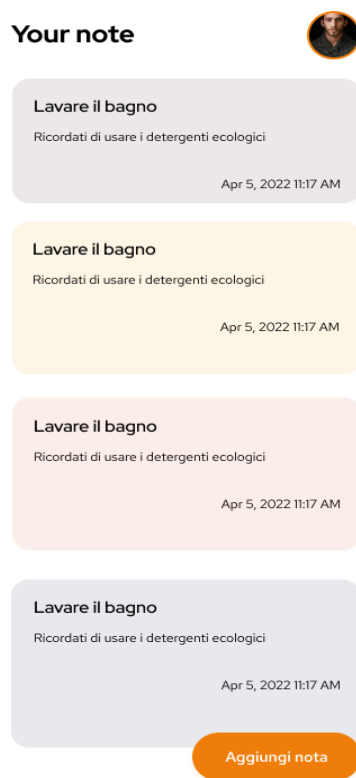 Your note
Lavare il bagno
Ricordati di usare i detergenti ecologici
Apr 5, 2022 11:17 AM
Lavare il bagno
Ricordati di usare i detergenti ecologici
Apr 5, 2022 11:17 AM
Lavare il bagno
Ricordati di usare i detergenti ecologici
Apr 5, 2022 11:17 AM
Lavare il bagno
Ricordati di usare i detergenti ecologici
Apr 5, 2022 11:17 AM
Aggiungi nota